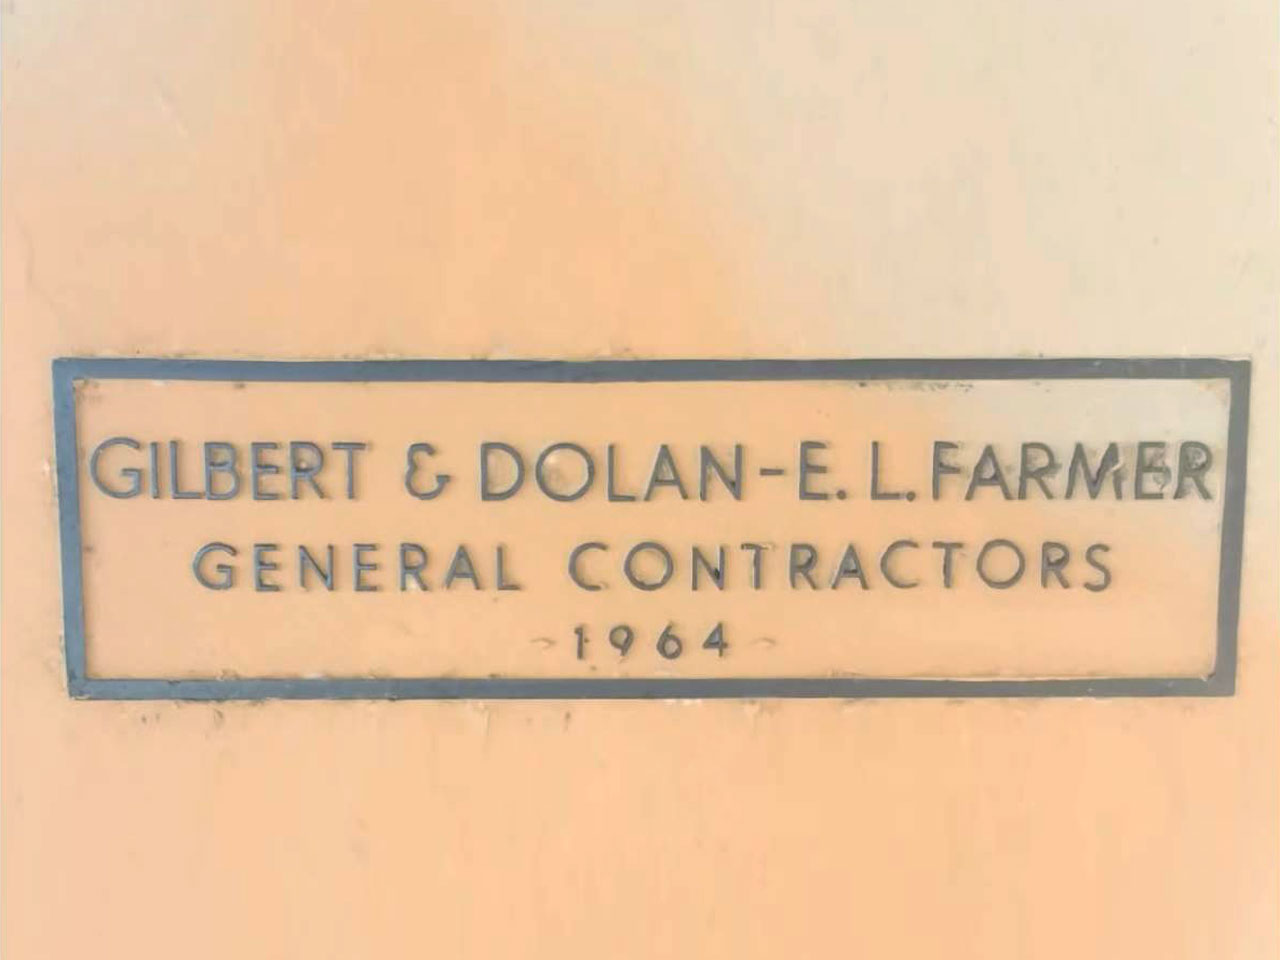 GILBERT & DOLAN-E. L. FARMER
GENERAL CONTRACTORS
1964